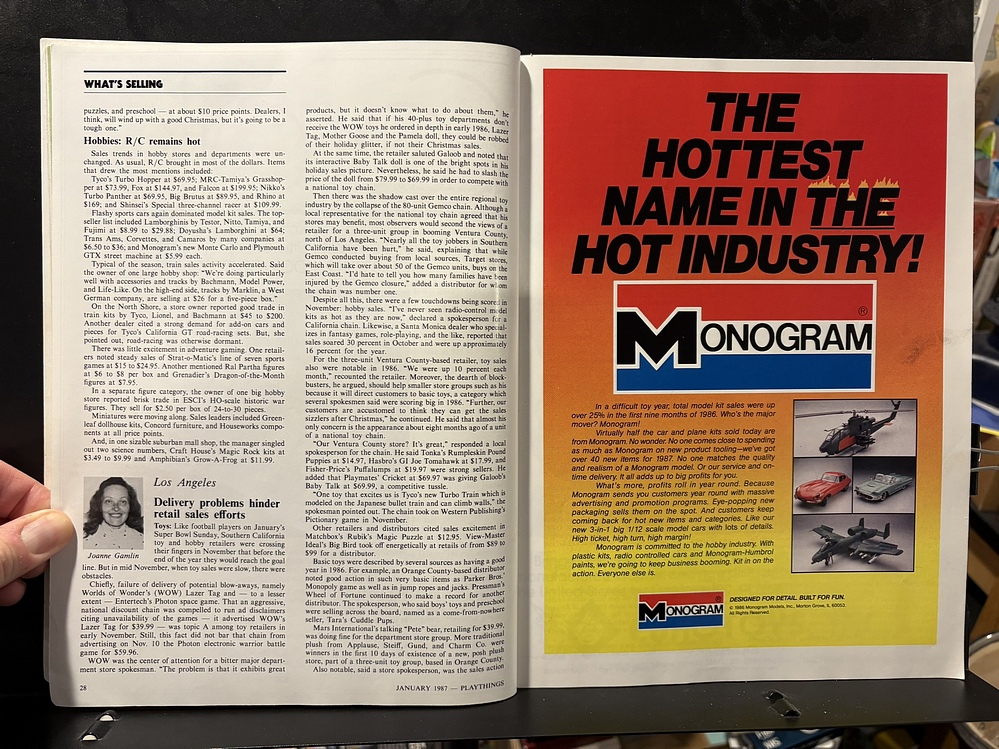 WHAT'S SELLING
puzzles, and preschool — at about $10 price points. Dealers, I
think, will wind up with a good Christmas, but it's going to be a
tough one."
Hobbies: R/C remains hot
Sales trends in hobby stores and departments were un-
changed. As usual, R/C brought in most of the dollars. Items
that drew the most mentions included:
Tyco's Turbo Hopper at $69.95; MRC-Tamiya's Grasshop-
per at $73.99, Fox at $144.97, and Falcon at $199.95; Nikko's
Turbo Panther at $69.95, Big Brutus at $89.95, and Rhino at
$169; and Shinsei's Special three-channel racer at $109.99.
Flashy sports cars again dominated model kit sales. The top-
seller list included Lamborghinis by Testor, Nitto, Tamiya, and
Fujimi at $8.99 to $29.88; Doyusha's Lamborghini at $64;
Trans Ams, Corvettes, and Camaros by many companies at
$6.50 to $36; and Monogram's new Monte Carlo and Plymouth
GTX street machine at $5.99 each.
Typical of the season, train sales activity accelerated. Said
the owner of one large hobby shop: "We're doing particularly
well with accessories and tracks by Bachmann, Model Power,
and Life-Like. On the high-end side, tracks by Marklin, a West
German company, are selling at $26 for a five-piece box."
On the North Shore, a store owner reported good trade in
train kits by Tyco, Lionel, and Bachmann at $45 to $200.
Another dealer cited a strong demand for add-on cars and
pieces for Tyco's California GT road-racing sets. But, she
pointed out, road-racing was otherwise dormant.
There was little excitement in adventure gaming. One retail-
ers noted steady sales of Strat-o-Matic's line of seven sports
games at $15 to $24.95. Another mentioned Ral Partha figures
at $6 to $8 per box and Grenadier's Dragon-of-the-Month
figures at $7.95.
In a separate figure category, the owner of one big hobby
store reported brisk trade in ESCI's HO-scale historic war
figures. They sell for $2.50 per box of 24-to-30 pieces.
Miniatures were moving along. Sales leaders included Green-
leaf dollhouse kits, Concord furniture, and Houseworks compo-
nents at all price points.
And, in one sizable suburban mall shop, the manager singled
out two science numbers, Craft House's Magic Rock kits at
$3.49 to $9.99 and Amphibian's Grow-A-Frog at $11.99.
Los Angeles
Delivery problems hinder
retail sales efforts
Toys: Like football players on January's
Super Bowl Sunday, Southern California
toy and hobby retailers were crossing
their fingers in November that before the
end of the year they would reach the goal
Joanne Gamlin
line. But in mid November, when toy sales were slow, there were
obstacles.
Chiefly, failure of delivery of potential blow-aways, namely
Worlds of Wonder's (WOW) Lazer Tag and — to a lesser
extent — Entertech's Photon space game. That an aggressive,
national discount chain was compelled to run ad disclaimers
citing unavailability of the games — it advertised WOW's
Lazer Tag for $39.99 — was topic A among toy retailers in
early November. Still, this fact did not bar that chain from
advertising on Nov. 10 the Photon electronic warrior battle
game for $59.96.
WOW was the center of attention for a bitter major depart-
ment store spokesman. "The problem is that it exhibits great
28
products, but it doesn't know what to do about them," he
asserted. He said that if his 40-plus toy departments don't
receive the WOW toys he ordered in depth in early 1986, Lazer
Tag, Mother Goose and the Pamela doll, they could be robbed
of their holiday glitter, if not their Christmas sales.
At the same time, the retailer saluted Galoob and noted that
its interactive Baby Talk doll is one of the bright spots in his
holiday sales picture. Nevertheless, he said he had to slash the
price of the doll from $79.99 to $69.99 in order to compete with
a national toy chain.
Then there was the shadow cast over the entire regional toy
industry by the collapse of the 80-unit Gemco chain. Although a
local representative for the national toy chain agreed that his
stores may benefit, most observers would second the views of a
retailer for a three-unit group in booming Ventura County,
north of Los Angeles. "Nearly all the toy jobbers in Southern
California have been hurt," he said, explaining that while
Gemco conducted buying from local sources, Target stores,
which will take over about 50 of the Gemco units, buys on the
East Coast. "I'd hate to tell you how many families have been
injured by the Gemco closure," added a distributor for whom
the chain was number one.
Despite all this, there were a few touchdowns being scored in
November: hobby sales. "I've never seen radio-control model
kits as hot as they are now," declared a spokesperson for a
California chain. Likewise, a Santa Monica dealer who special-
izes in fantasy games, role-playing, and the like, reported that
sales soared 30 percent in October and were up approximately
16 percent for the year.
For the three-unit Ventura County-based retailer, toy sales
also were notable in 1986. "We were up 10 percent each
month," recounted the retailer. Moreover, the dearth of block-
busters, he argued, should help smaller store groups such as his
because it will direct customers to basic toys, a category which
several spokesmen said were scoring big in 1986. "Further, our
customers are accustomed to think they can get the sales
sizzlers after Christmas," he continued. He said that almost his
only concern is the appearance about eight months ago of a unit
of a national toy chain.
"Our Ventura County store? It's great," responded a local
spokesperson for the chain. He said Tonka's Rumpleskin Pound
Puppies at $14.97, Hasbro's GI Joe Tomahawk at $17.99, and
Fisher-Price's Puffalumps at $19.97 were strong sellers. He
added that Playmates' Cricket at $69.97 was giving Galoob's
Baby Talk at $69.99, a competitive tussle.
"One toy that excites us is Tyco's new Turbo Train which is
modeled on the Japanese bullet train and can climb walls," the
spokesman pointed out. The chain took on Western Publishing's
Pictionary game in November.
Other retailers and distributors cited sales excitement in
Matchbox's Rubik's Magic Puzzle at $12.95. View-Master
Ideal's Big Bird took off energetically at retails of from $89 to
$99 for a distributor.
Basic toys were described by several sources as having a good
year in 1986. For example, an Orange County-based distributor
noted good action in such very basic items as Parker Bros.'
Monopoly game as well as in jump ropes and jacks. Pressman's
Wheel of Fortune continued to make a record for another
distributor. The spokesperson, who said boys' toys and preschool
were selling across the board, named as a come-from-nowhere
seller, Tara's Cuddle Pups.
Mars International's talking "Pete" bear, retailing for $39.99,
was doing fine for the department store group. More traditional
plush from Applause, Steiff, Gund, and Charm Co. were
winners in the first 10 days of existence of a new, posh plush
store, part of a three-unit toy group, based in Orange County.
Also notable, said a store spokesperson, was the sales action
JANUARY 1987 — PLAYTHINGS
THE
HOTTEST
NAME IN THE
HOT INDUSTRY!
MONOGRAM®
In a difficult toy year, total model kit sales were up
over 25% in the first nine months of 1986. Who's the major
mover? Monogram!
Virtually half the car and plane kits sold today are
from Monogram. No wonder. No one comes close to spending
as much as Monogram on new product tooling—we've got
over 40 new items for 1987. No one matches the quality
and realism of a Monogram model. Or our service and on-
time delivery. It all adds up to big profits for you.
What's more, profits roll in year round. Because
Monogram sends you customers year round with massive
advertising and promotion programs. Eye-popping new
packaging sells them on the spot. And customers keep
coming back for hot new items and categories. Like our
new 3-in-1 big 1/12 scale model cars with lots of details.
High ticket, high turn, high margin!
Monogram is committed to the hobby industry. With
plastic kits, radio controlled cars and Monogram-Humbrol
paints, we're going to keep business booming. Kit in on the
action. Everyone else is.
MONOGRAM
DESIGNED FOR DETAIL. BUILT FOR FUN.
© 1986 Monogram Models, Inc., Morton Grove, IL 60053.
All Rights Reserved.